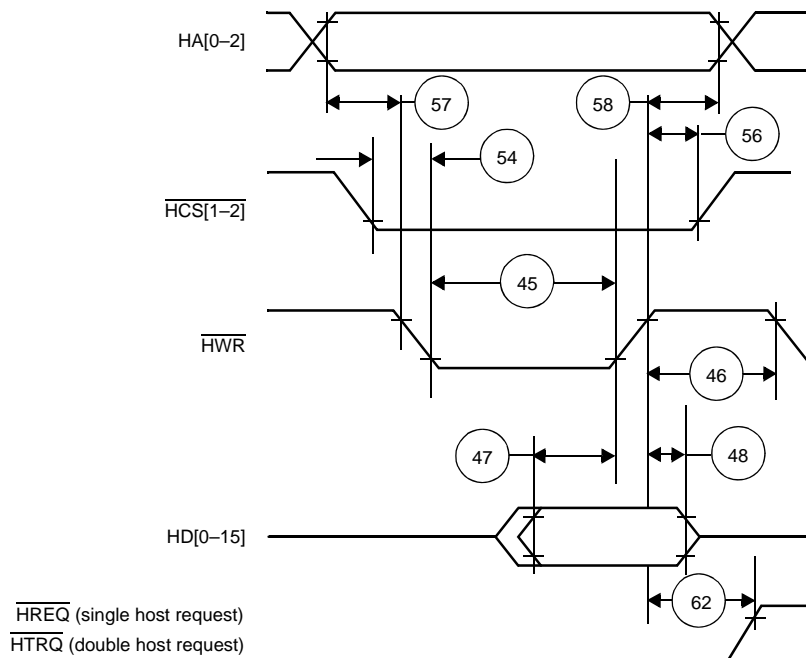 HA[0–2]
57
58
56
54
HCS[1–2]
45
HWR
46
47
48
HD[0–15]
62
HREQ (single host request)
HTRQ (double host request)